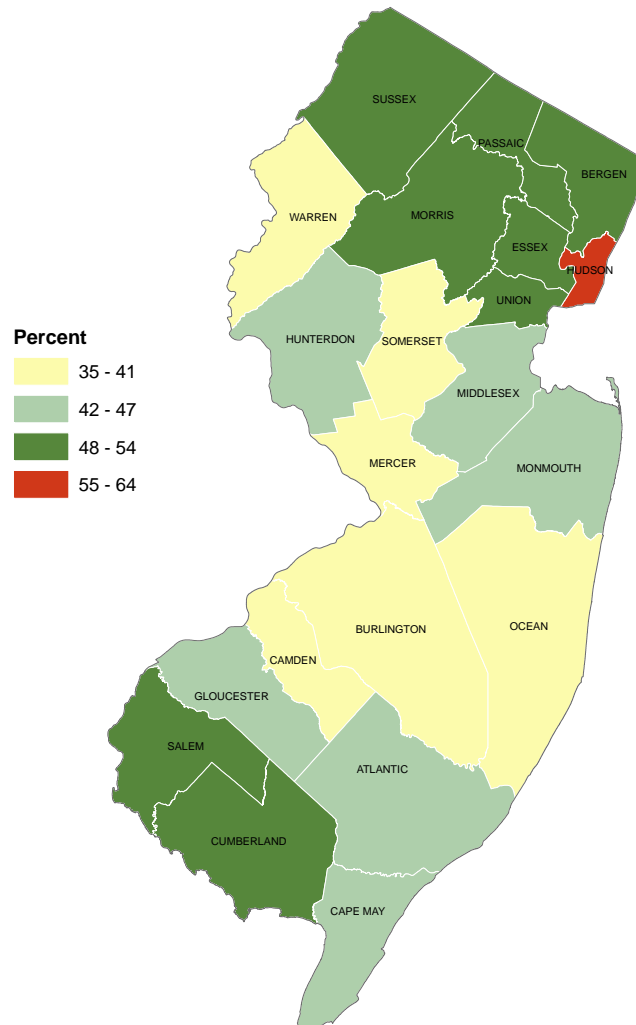 SUSSEX
PASSAIC
BERGEN
WARREN
MORRIS
ESSEX
HUDSON
UNION
HUNTERDON
SOMERSET
Percent
35 - 41
42 - 47
48 - 54
55 - 64
MIDDLESEX
MERCER
MONMOUTH
OCEAN
BURLINGTON
CAMDEN
GLOUCESTER
SALEM
ATLANTIC
CUMBERLAND
CAPE MAY